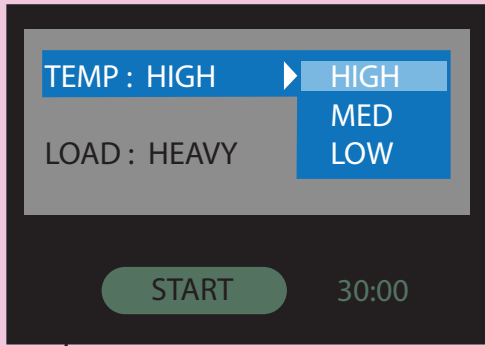 TEMP : HIGH
HIGH
MED
LOW
LOAD : HEAVY
START
30:00